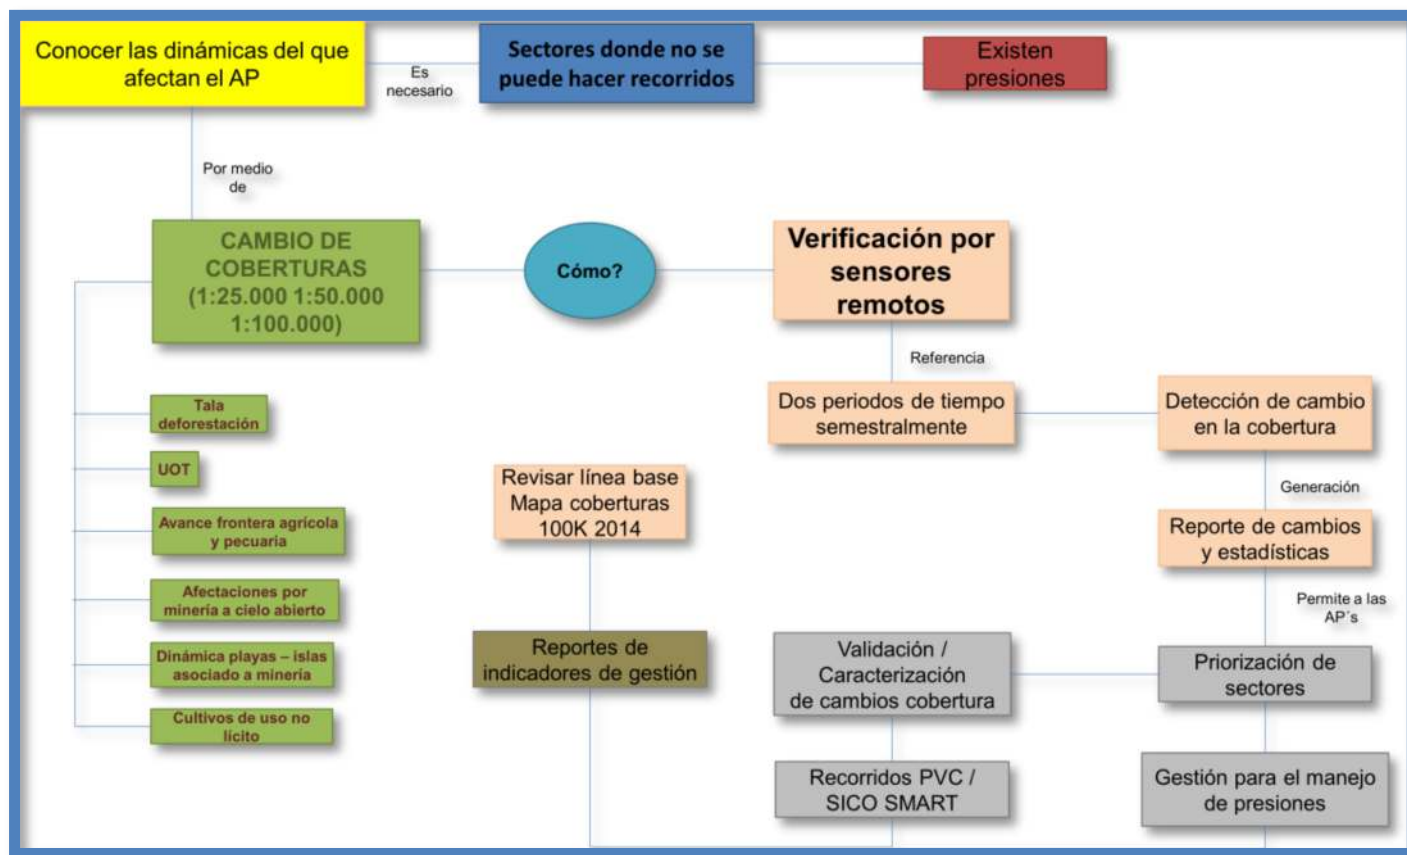 Conocer las dinámicas del que
afectan el AP
Es
necesario
Sectores donde no se
puede hacer recorridos
Existen
presiones
Por medio
de
CAMBIO DE
COBERTURAS
(1:25.000 1:50.000
1:100.000)
Cómo?
Verificación por
sensores
remotos
Referencia
Dos periodos de tiempo
semestralmente
Detección de cambio
en la cobertura
Generación
Reporte de cambios
y estadísticas
Permite a las
AP´s
Priorización de
sectores
Gestión para el manejo
de presiones
Validación /
Caracterización
de cambios cobertura
Recorridos PVC /
SICO SMART
Revisar línea base
Mapa coberturas
100K 2014
Reportes de
indicadores de gestión
Tala
deforestación
UOT
Avance frontera agrícola
y pecuaria
Afectaciones por
minería a cielo abierto
Dinámica playas – islas
asociado a minería
Cultivos de uso no
lícito